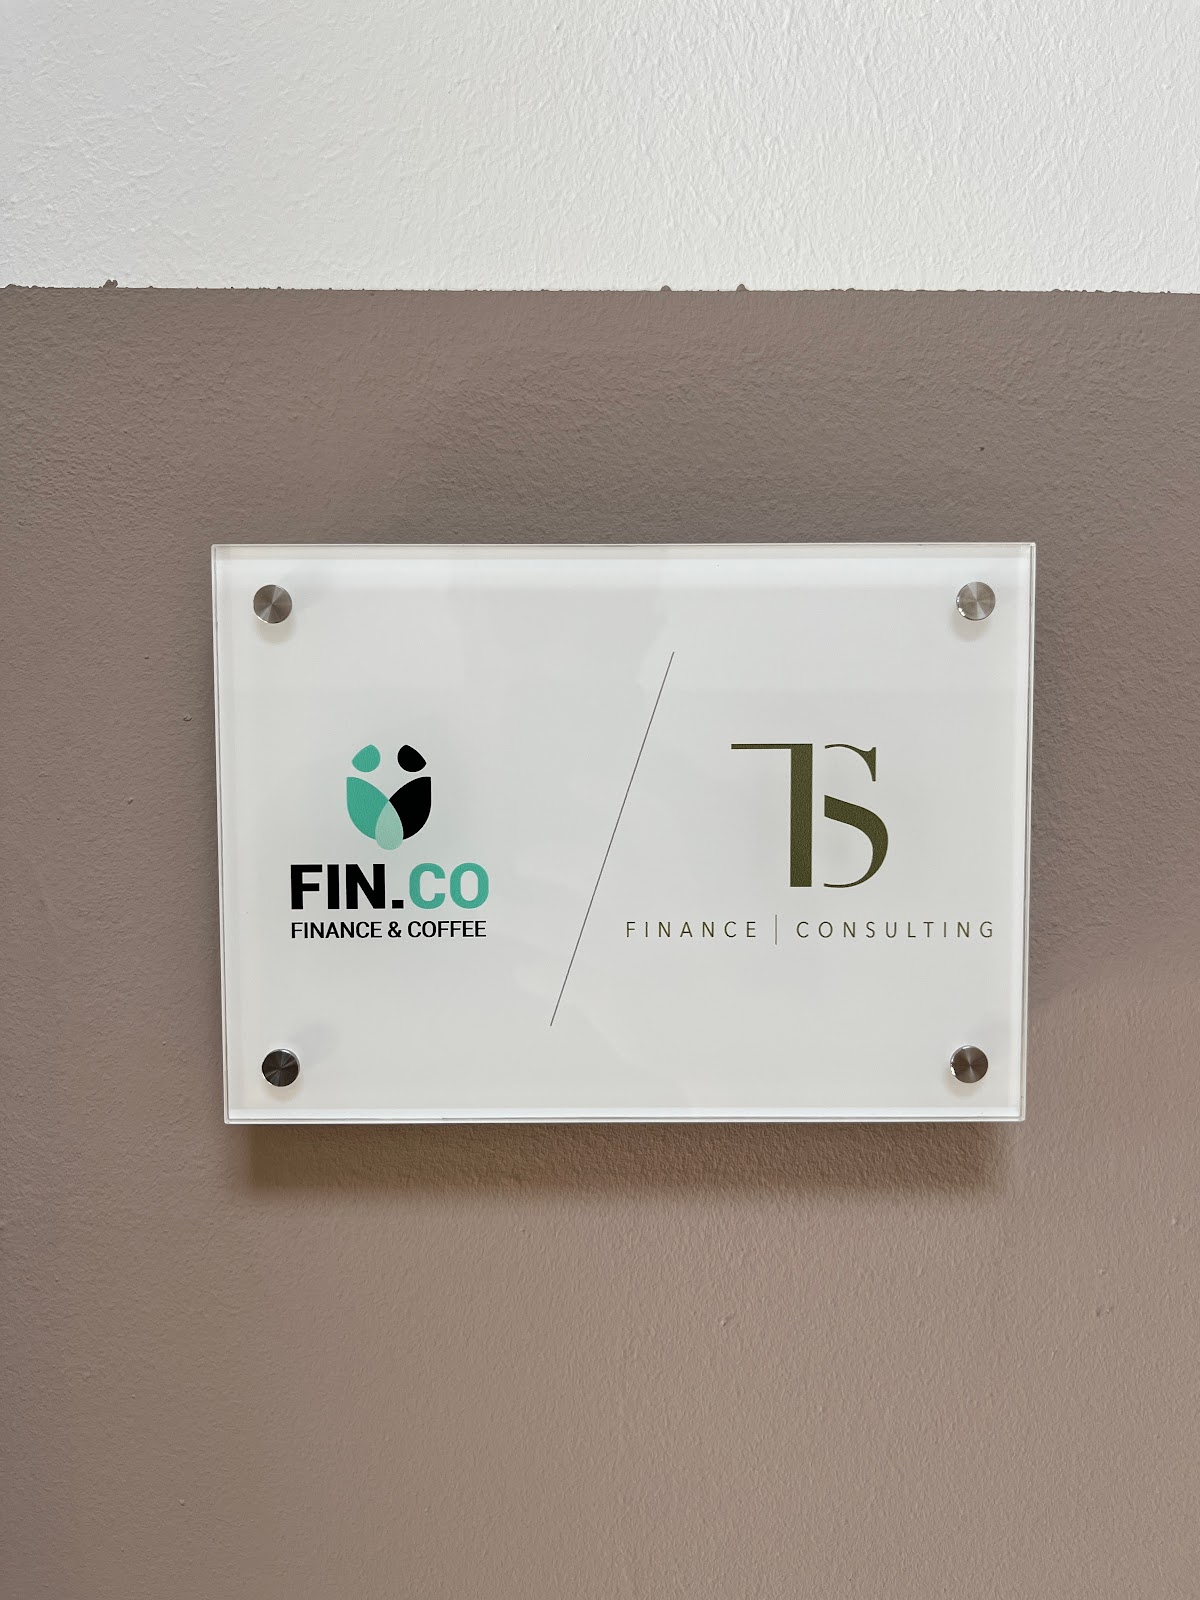 FIN.CO
FINANCE & COFFEE
TS
FINANCE | CONSULTING